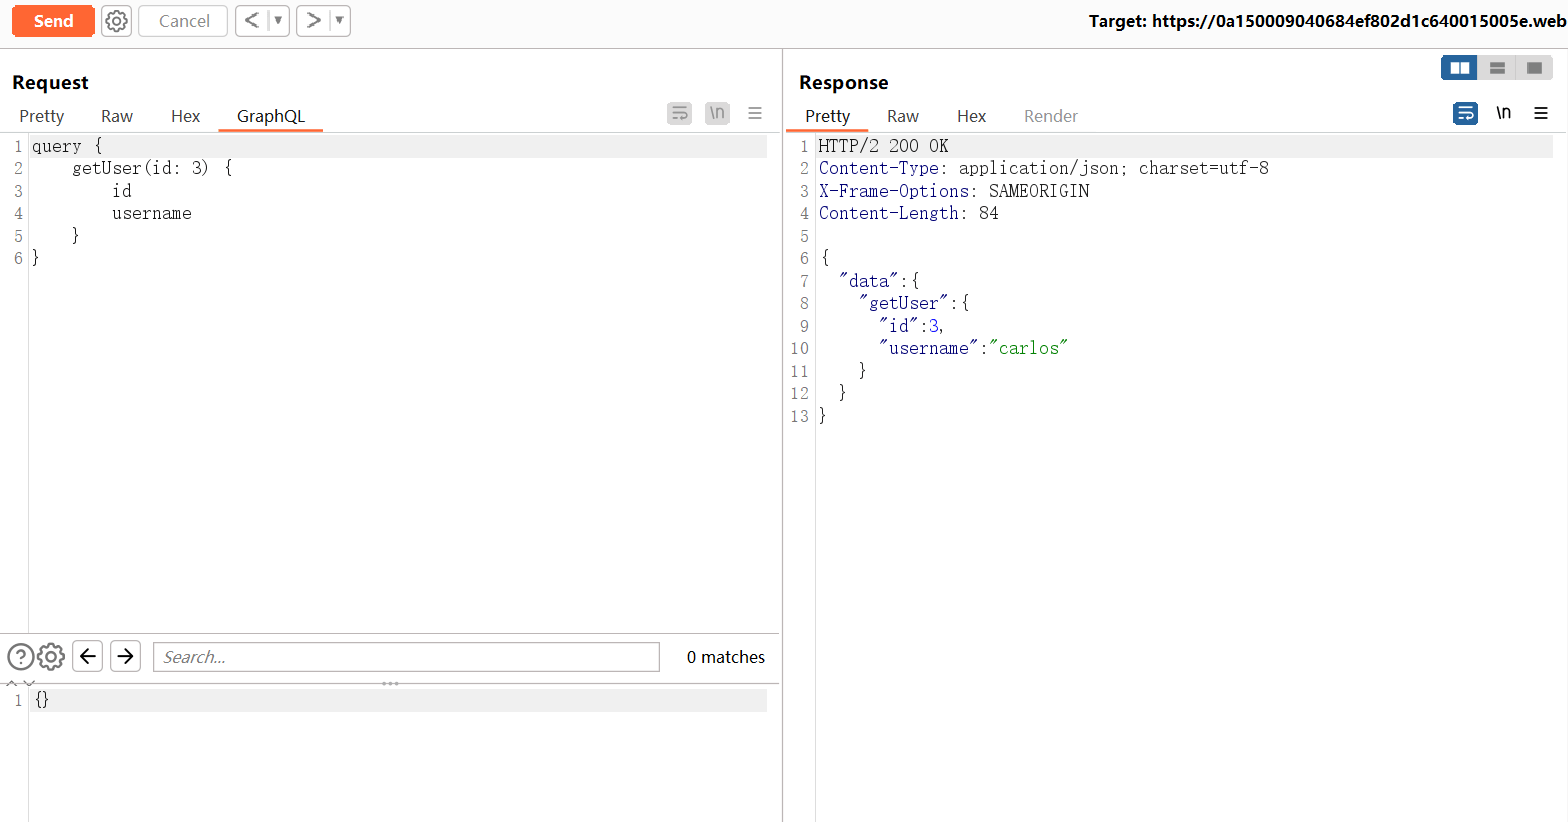 Send Cancel < ▼ > ▼ Target: https://0a150009040684ef802d1c640015005e.web
Request
Pretty Raw Hex GraphQL \n
1 query {
2     getUser(id: 3) {
3         id
4         username
5     }
6 }
? Search... 0 matches
1 {}
Response
Pretty Raw Hex Render \n
1 HTTP/2 200 OK
2 Content-Type: application/json; charset=utf-8
3 X-Frame-Options: SAMEORIGIN
4 Content-Length: 84
5
6 {
7   "data":{
8     "getUser":{
9       "id":3,
10       "username":"carlos"
11     }
12   }
13 }